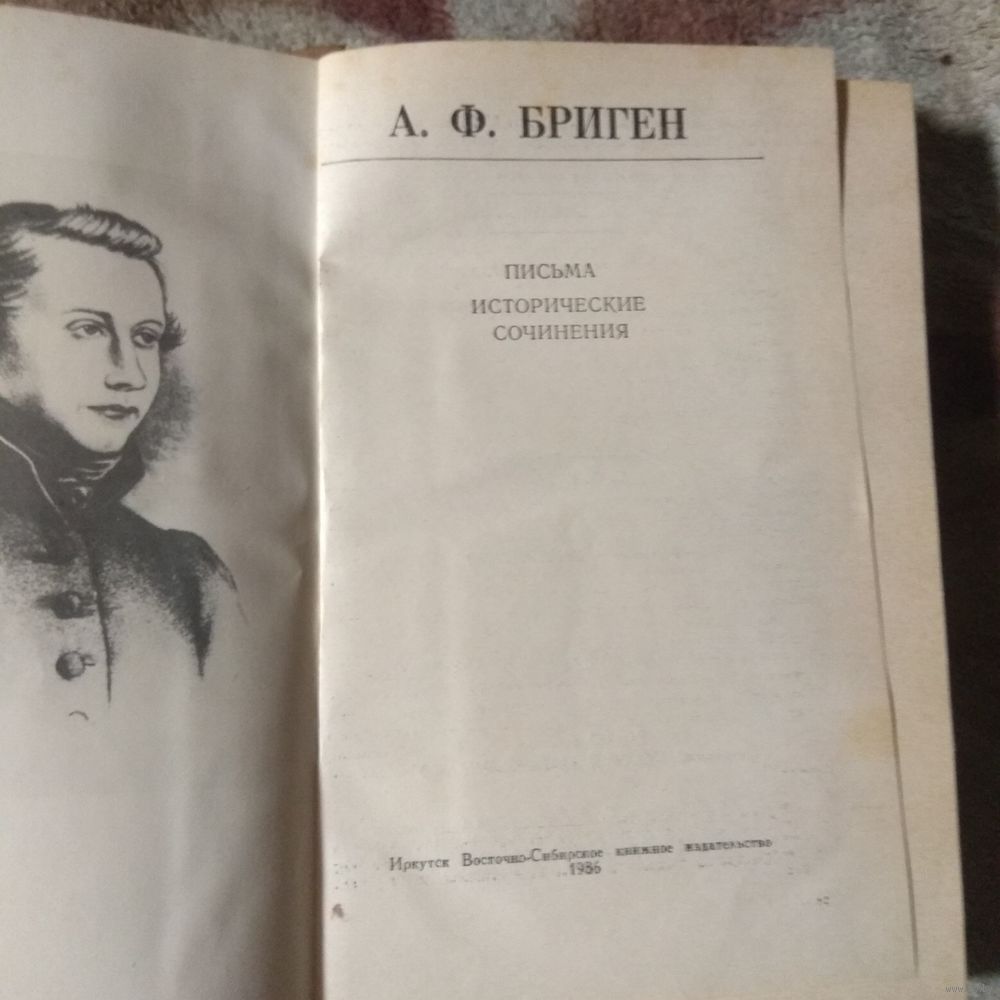 А. Ф. БРИГЕН
ПИСЬМА
ИСТОРИЧЕСКИЕ
СОЧИНЕНИЯ
Иркутск Восточно-Сибирское книжное издательство
1986